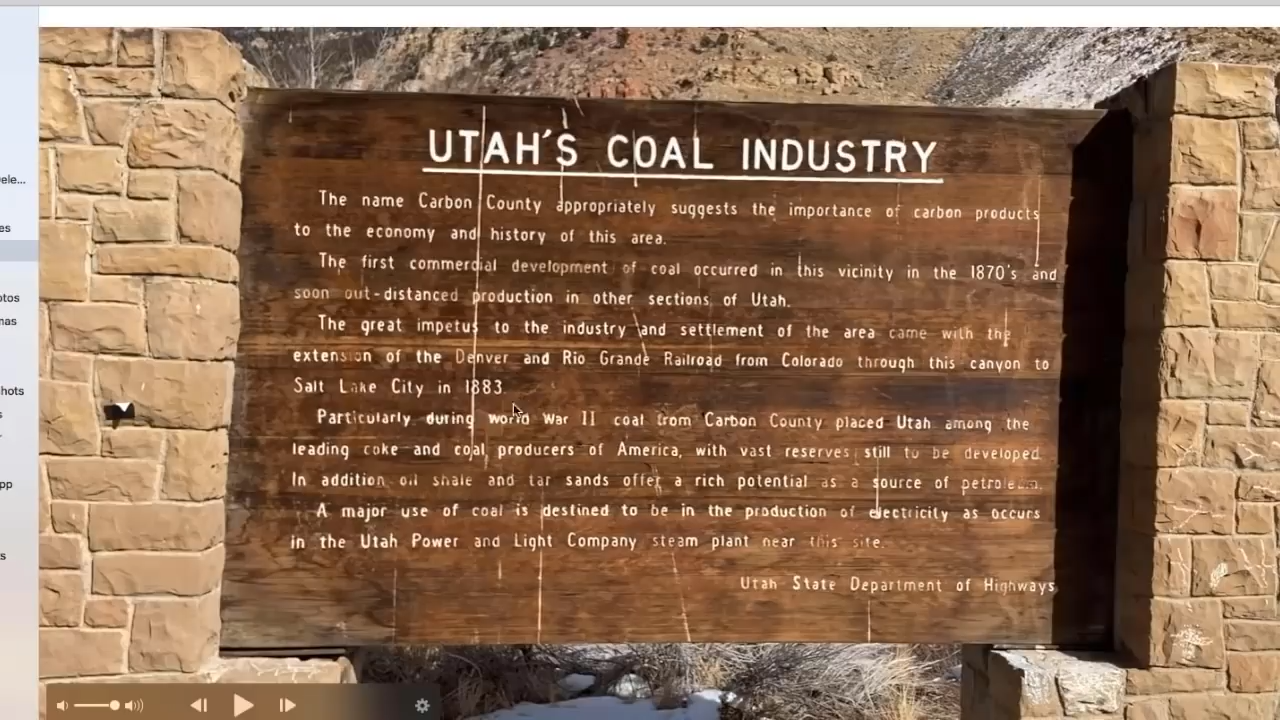 UTAH'S COAL INDUSTRY
The name Carbon County appropriately suggests the importance of carbon products
to the economy and history of this area.
The first commercial development of coal occurred in this vicinity in the 1870's and
soon out-distanced production in other sections of Utah.
The great impetus to the industry and settlement of the area came with the
extension of the Denver and Rio Grande Railroad from Colorado through this canyon to
Salt Lake City in 1883.
Particularly during world War II coal from Carbon County placed Utah among the
leading coke and coal producers of America, with vast reserves still to be developed.
In addition oil shale and tar sands offer a rich potential as a source of petroleum.
A major use of coal is destined to be in the production of electricity as occurs
in the Utah Power and Light Company steam plant near this site.
Utah State Department of Highways
ele...
es
otos
mas
hots
s
pp
s